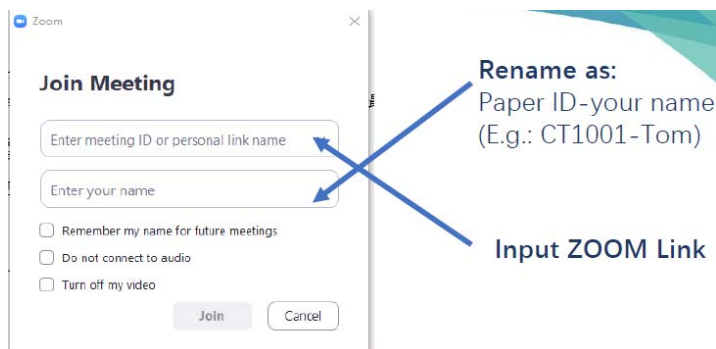 Zoom
Join Meeting
Enter meeting ID or personal link name
Enter your name
Remember my name for future meetings
Do not connect to audio
Turn off my video
Join Cancel
Rename as:
Paper ID-your name
(E.g.: CT1001-Tom)
Input ZOOM Link